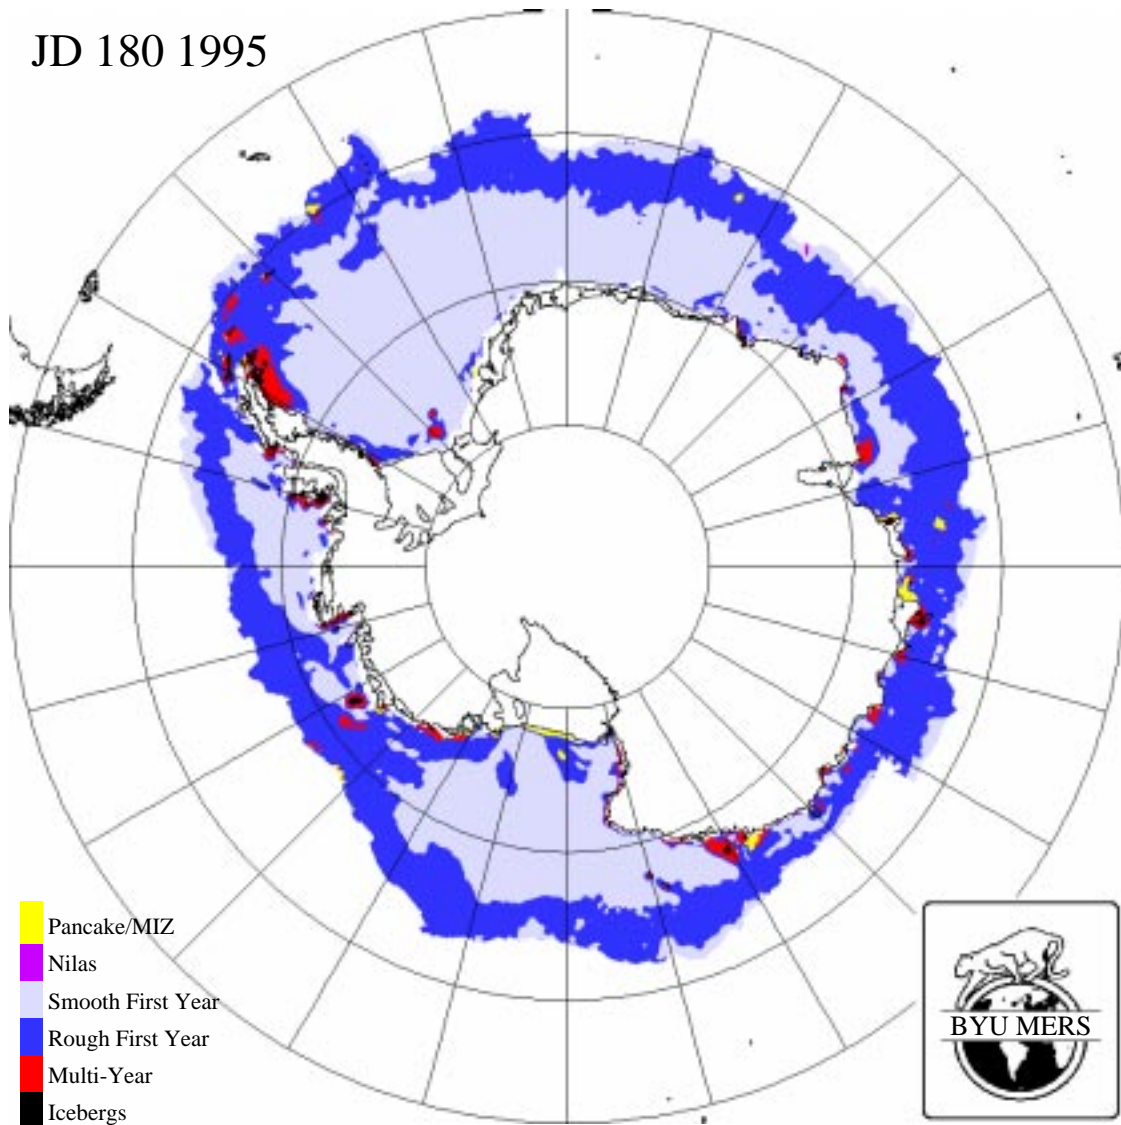 JD 180 1995
Pancake/MIZ
Nilas
Smooth First Year
Rough First Year
Multi-Year
Icebergs
BYU MERS